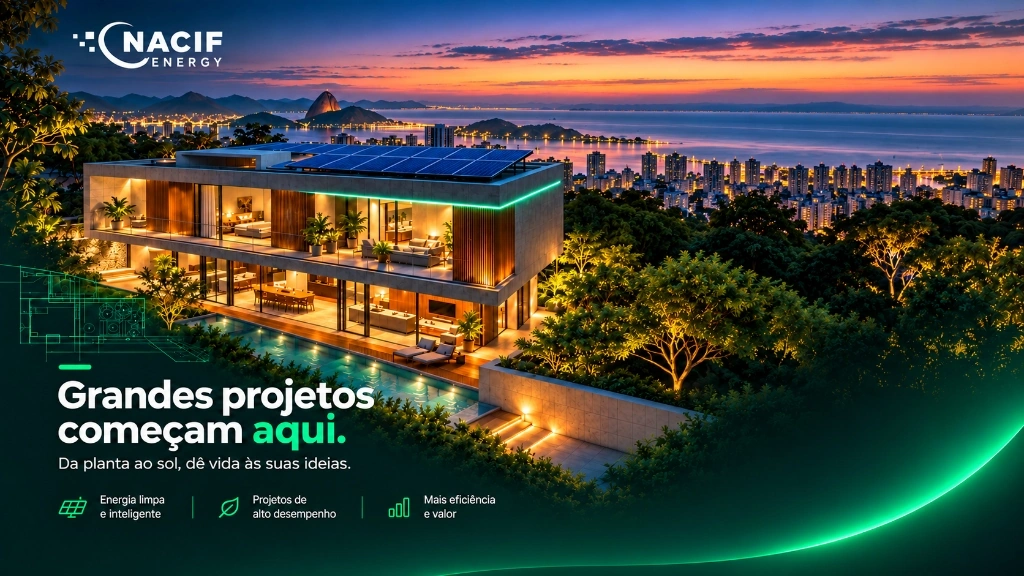 NACIF
ENERGY
Grandes projetos
começam aqui.
Da planta ao sol, dê vida às suas ideias.
Energia limpa
e inteligente
Projetos de
alto desempenho
Mais eficiência
e valor